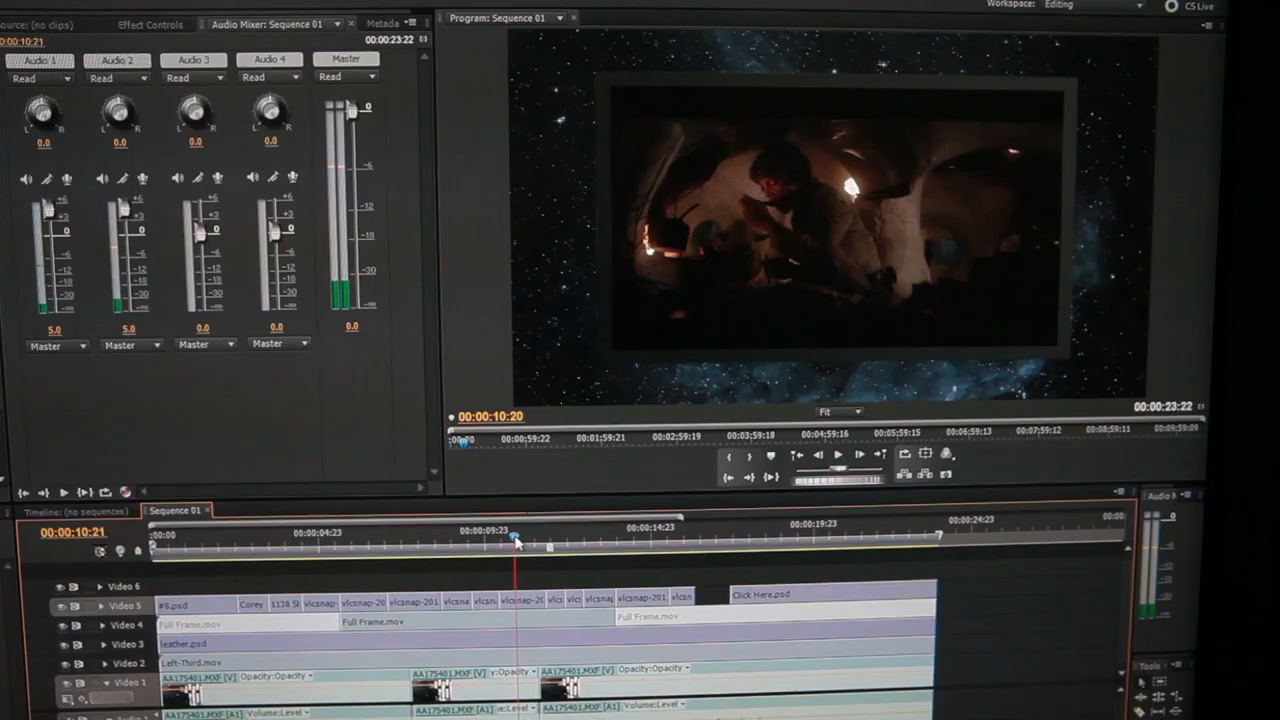 Workspace: Editing
CS Live
Source: (no clips) Effect Controls Audio Mixer: Sequence 01 Metada
Program: Sequence 01
00:00:10:21 00:00:23:22
Audio 1 Audio 2 Audio 3 Audio 4 Master
Read Read Read Read Read
L R L R L R L R
0.0 0.0 0.0 0.0
0
-6
-12
-18
-30
-∞
+6 +6 +6 +6
+3 +3 +3 +3
0 0 0 0
-6 -6 -6 -6
-12 -12 -12 -12
-18 -18 -18 -18
-30 -30 -30 -30
-∞ -∞ -∞ -∞
5.0 5.0 0.0 0.0 0.0
Master Master Master Master
00:00:10:20 Fit 00:00:23:22
00:00 00:00:59:22 00:01:59:21 00:02:59:19 00:03:59:18 00:04:59:16 00:05:59:15 00:06:59:13 00:07:59:12 00:08:59:11 00:09:59:09
Timeline: (no sequences) Sequence 01
00:00:10:21
:00:00 00:00:04:23 00:00:09:23 00:00:14:23 00:00:19:23 00:00:24:23 00:00:
Video 6
Video 5 #8.psd Corey 1138 St vlcsnap- vlcsnap-20 vlcsnap-201 vlcsna vlcsn vlcsnap-20 vlcs vlcs vlcsnap vlcsnap-201 vlcsn Click Here.psd
Video 4 Full Frame.mov Full Frame.mov Full Frame.mov
Video 3 leather.psd
Video 2 Left-Third.mov
Video 1 AA175401.MXF [V] Opacity:Opacity AA175401.MXF [V] y:Opacity AA175401.MXF [V] Opacity:Opacity
AA175401.MXF [A1] Volume:Level AA175401.MXF [A1] e:Level AA175401.MXF [A1] Volume:Level
Audio M
Tools